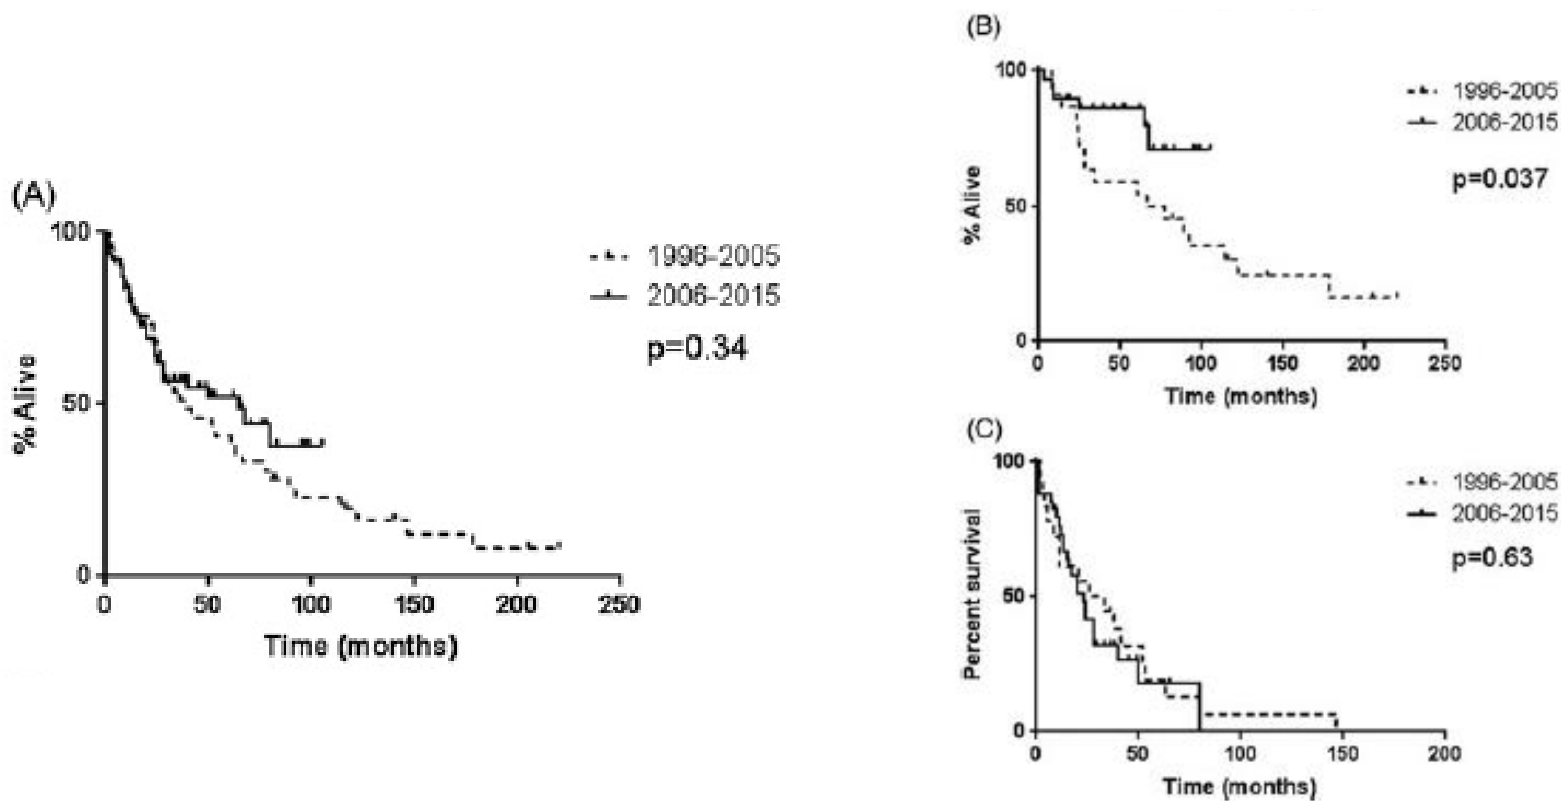 (A)
100
50
0
% Alive
0 50 100 150 200 250
Time (months)
1996-2005
2006-2015
p=0.34
(B)
100
50
0
% Alive
0 50 100 150 200 250
Time (months)
1996-2005
2006-2015
p=0.037
(C)
100
50
0
Percent survival
0 50 100 150 200
Time (months)
1996-2005
2006-2015
p=0.63